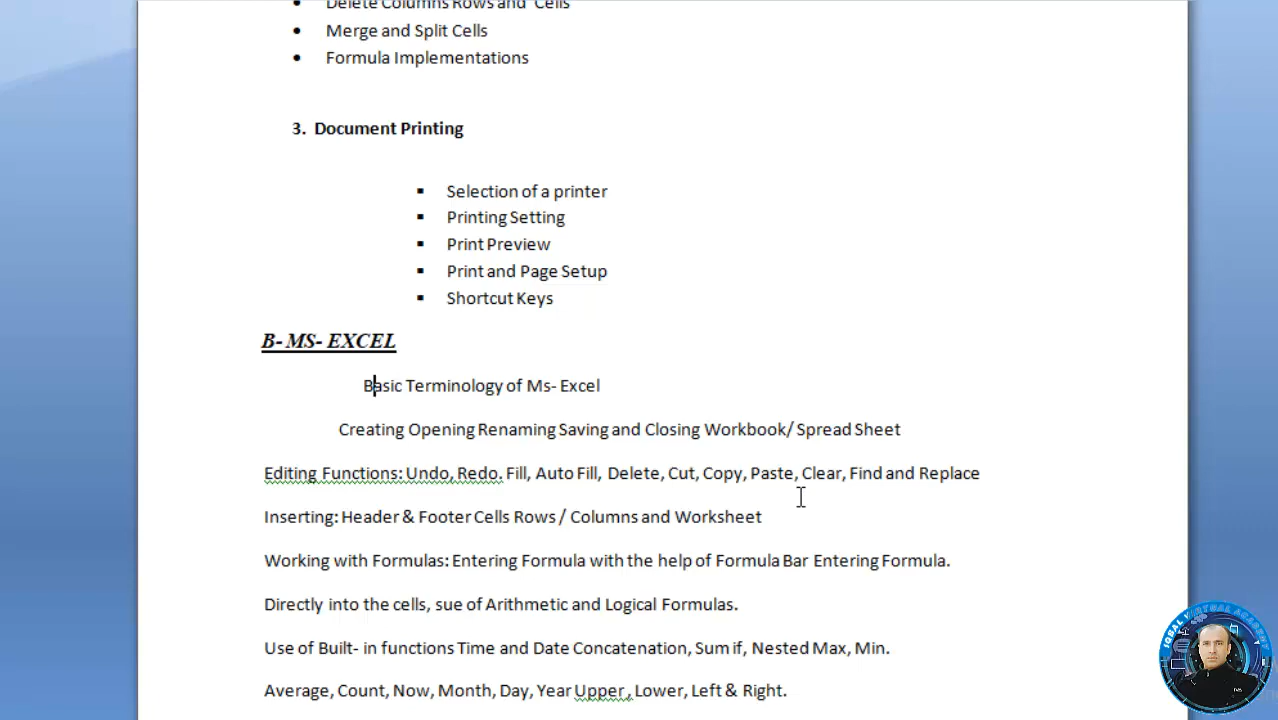 Delete Columns Rows and Cells
Merge and Split Cells
Formula Implementations
3. Document Printing
Selection of a printer
Printing Setting
Print Preview
Print and Page Setup
Shortcut Keys
B- MS- EXCEL
Basic Terminology of Ms- Excel
Creating Opening Renaming Saving and Closing Workbook/ Spread Sheet
Editing Functions: Undo, Redo. Fill, Auto Fill, Delete, Cut, Copy, Paste, Clear, Find and Replace
Inserting: Header & Footer Cells Rows / Columns and Worksheet
Working with Formulas: Entering Formula with the help of Formula Bar Entering Formula.
Directly into the cells, sue of Arithmetic and Logical Formulas.
Use of Built- in functions Time and Date Concatenation, Sum if, Nested Max, Min.
Average, Count, Now, Month, Day, Year Upper , Lower, Left & Right.
IQBAL VIRTUAL ACADEMY